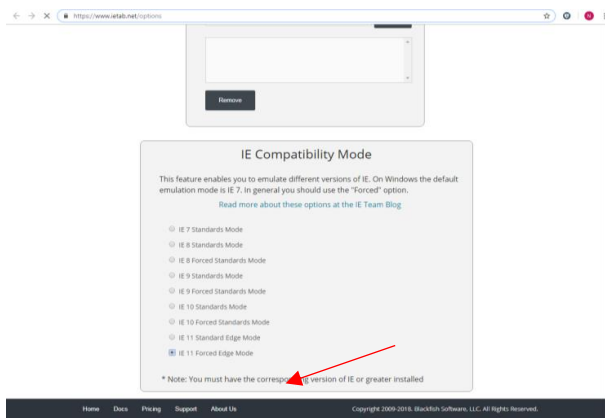 https://www.ietab.net/options
Remove
IE Compatibility Mode
This feature enables you to emulate different versions of IE. On Windows the default
emulation mode is IE 7. In general you should use the "Forced" option.
Read more about these options at the IE Team Blog
IE 7 Standards Mode
IE 8 Standards Mode
IE 8 Forced Standards Mode
IE 9 Standards Mode
IE 9 Forced Standards Mode
IE 10 Standards Mode
IE 10 Forced Standards Mode
IE 11 Standard Edge Mode
IE 11 Forced Edge Mode
* Note: You must have the corresponding version of IE or greater installed
Home Docs Pricing Support About Us Copyright 2009-2018. Blackfish Software, LLC, All Rights Reserved.